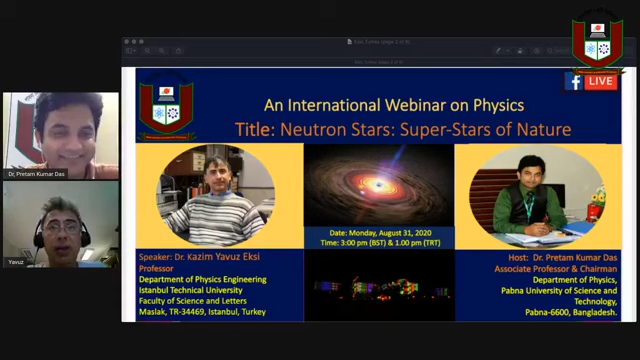 LIVE
An International Webinar on Physics
Title: Neutron Stars: Super-Stars of Nature
Dr, Pretam Kumar Das
Yavuz
Date: Monday, August 31, 2020
Time: 3:00 pm (BST) & 1.00 pm (TRT)
Speaker: Dr. Kazim Yavuz Eksi
Professor
Department of Physics Engineering
Istanbul Technical University
Faculty of Science and Letters
Maslak, TR-34469, Istanbul, Turkey
Host: Dr. Pretam Kumar Das
Associate Professor & Chairman
Department of Physics,
Pabna University of Science and
Technology,
Pabna-6600, Bangladesh.